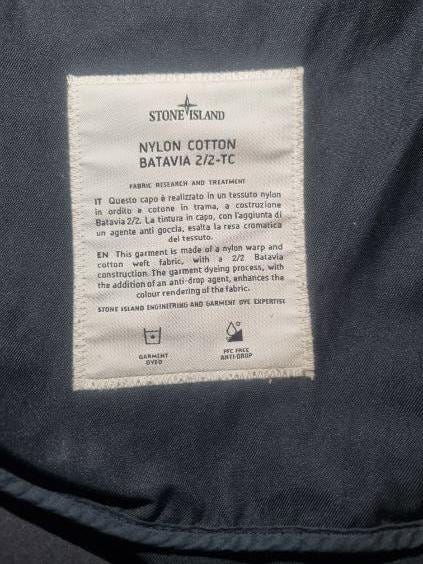 STONE ISLAND
NYLON COTTON
BATAVIA 2/2-TC
FABRIC RESEARCH AND TREATMENT
IT Questo capo è realizzato in un tessuto nylon
in ordito e cotone in trama, a costruzione
Batavia 2/2. La tintura in capo, con l'aggiunta di
un agente anti goccia, esalta la resa cromatica
del tessuto.
EN This garment is made of a nylon warp and
cotton weft fabric, with a 2/2 Batavia
construction. The garment dyeing process, with
the addition of an anti-drop agent, enhances the
colour rendering of the fabric.
STONE ISLAND ENGINEERING AND GARMENT DYE EXPERTISE
GARMENT
DYED
PFC FREE
ANTI-DROP